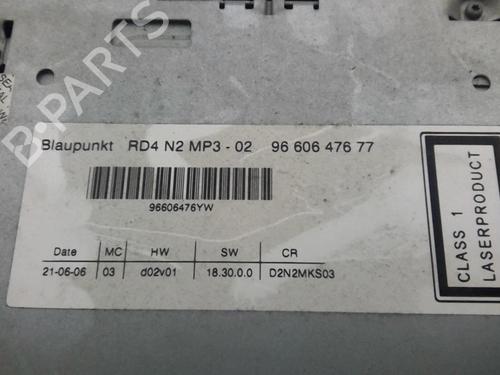 Blaupunkt RD4 N2 MP3 - 02 96 606 476 77
96606476YW
Date MC HW SW CR
21-06-06 03 d02v01 18.30.0.0 D2N2MKS03
CLASS 1
LASERPRODUCT